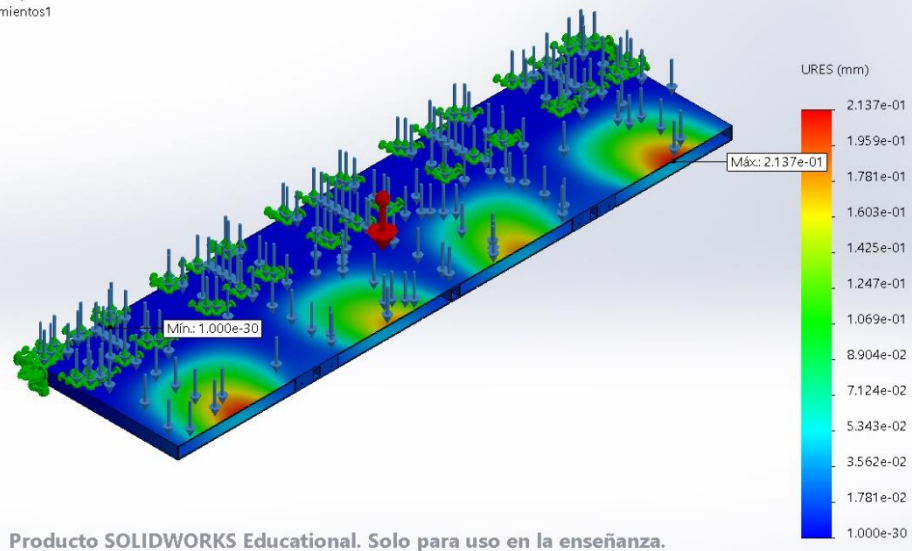 mientos1
URES (mm)
2.137e-01
1.959e-01
1.781e-01
1.603e-01
1.425e-01
1.247e-01
1.069e-01
8.904e-02
7.124e-02
5.343e-02
3.562e-02
1.781e-02
1.000e-30
Máx.: 2.137e-01
Mín.: 1.000e-30
Producto SOLIDWORKS Educational. Solo para uso en la enseñanza.